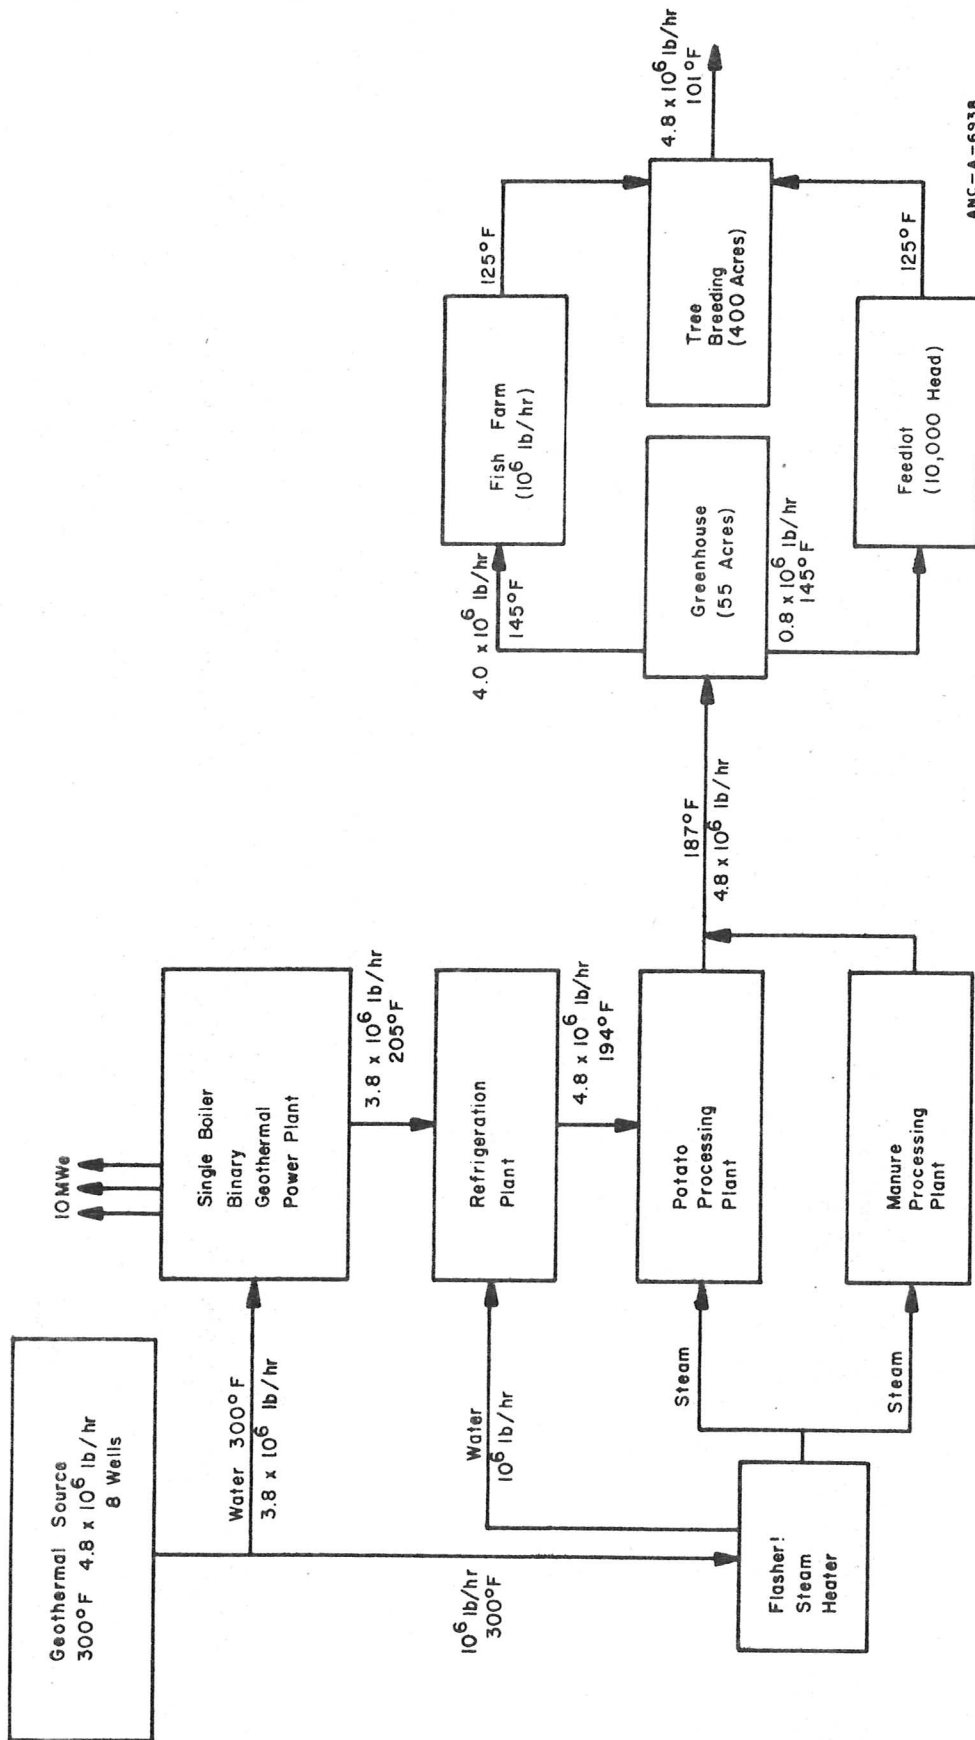 Geothermal Source
300°F 4.8 x 10⁶ lb/hr
8 Wells
Water 300°F
3.8 x 10⁶ lb/hr
10MWe
Single Boiler
Binary
Geothermal
Power Plant
3.8 x 10⁶ lb/hr
205°F
10⁶ lb/hr
300°F
Water
10⁶ lb/hr
Refrigeration
Plant
4.8 x 10⁶ lb/hr
194°F
Flasher!
Steam
Heater
Steam
Steam
Potato
Processing
Plant
Manure
Processing
Plant
187°F
4.8 x 10⁶ lb/hr
Greenhouse
(55 Acres)
4.0 x 10⁶ lb/hr
145°F
0.8 x 10⁶ lb/hr
145°F
Fish Farm
(10⁶ lb/hr)
Feedlot
(10,000 Head)
125°F
125°F
Tree
Breeding
(400 Acres)
4.8 x 10⁶ lb/hr
101°F
ANC-A-6938